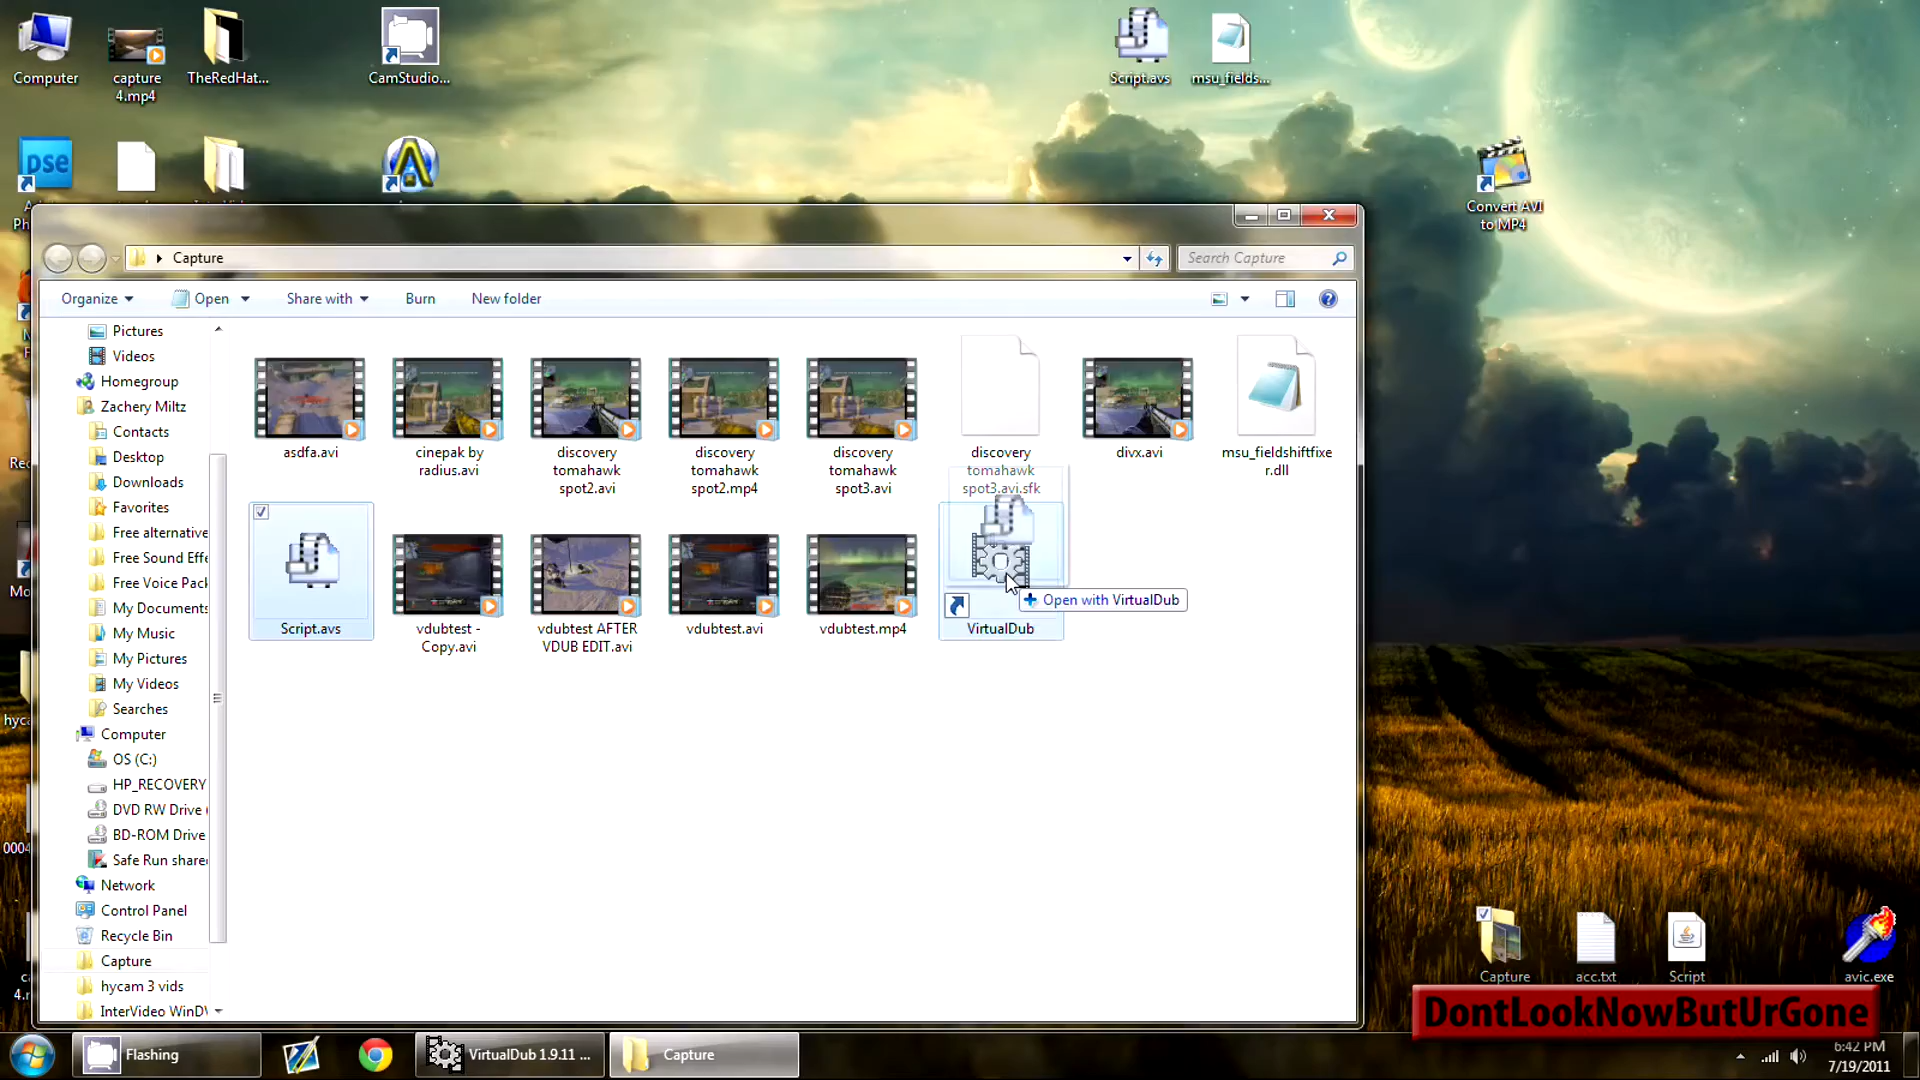 Computer
capture
4.mp4
TheRedHat...
CamStudio...
Script.avs
msu_fields...
pse
Convert AVI
to MP4
Capture
Search Capture
Organize
Open
Share with
Burn
New folder
Pictures
Videos
Homegroup
Zachery Miltz
Contacts
Desktop
Downloads
Favorites
Free alternative
Free Sound Effe
Free Voice Pack
My Documents
My Music
My Pictures
My Videos
Searches
Computer
OS (C:)
HP_RECOVERY
DVD RW Drive (
BD-ROM Drive
Safe Run share
Network
Control Panel
Recycle Bin
Capture
hycam 3 vids
InterVideo WinDV
asdfa.avi
cinepak by
radius.avi
discovery
tomahawk
spot2.avi
discovery
tomahawk
spot2.mp4
discovery
tomahawk
spot3.avi
discovery
tomahawk
spot3.avi.sfk
divx.avi
msu_fieldshiftfixe
r.dll
Script.avs
vdubtest -
Copy.avi
vdubtest AFTER
VDUB EDIT.avi
vdubtest.avi
vdubtest.mp4
VirtualDub
Open with VirtualDub
Capture
acc.txt
Script
avic.exe
DontLookNowButUrGone
Flashing
VirtualDub 1.9.11 ...
Capture
6:42 PM
7/19/2011